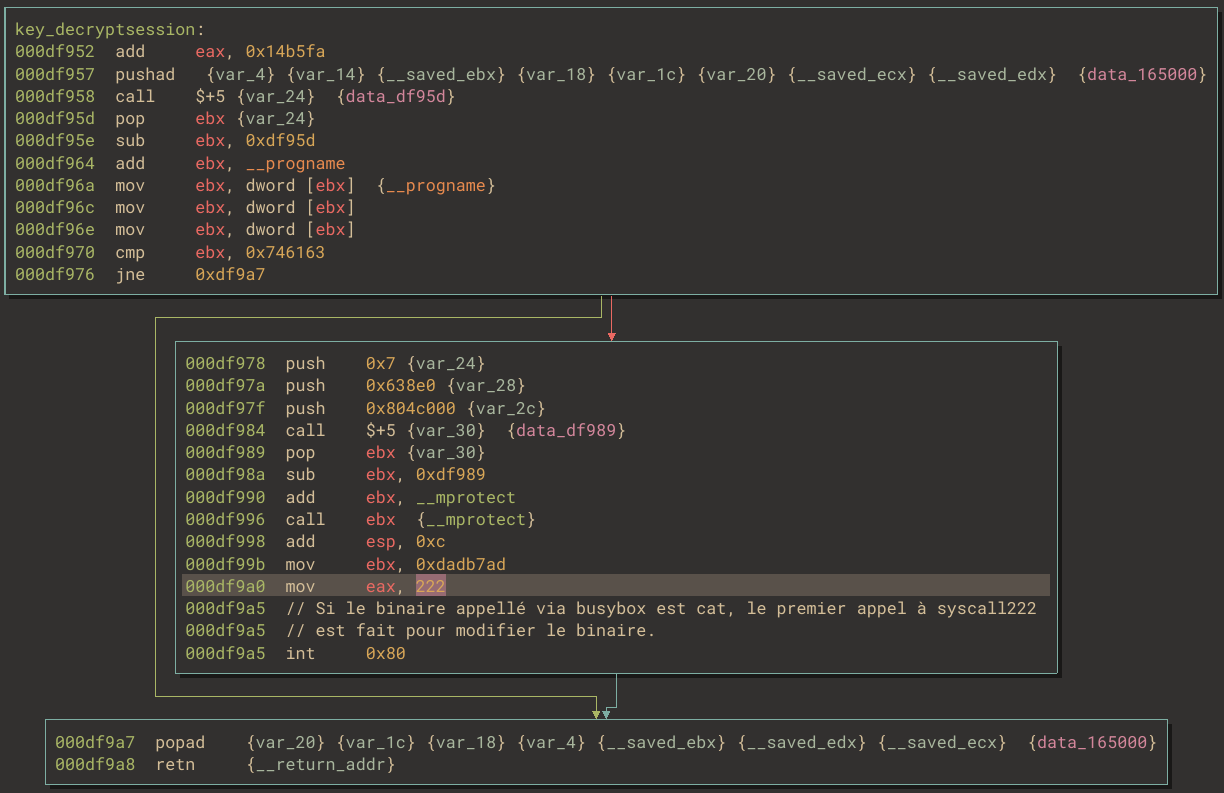 key_decryptsession:
000df952 add eax, 0x14b5fa
000df957 pushad {var_4} {var_14} {__saved_ebx} {var_18} {var_1c} {var_20} {__saved_ecx} {__saved_edx} {data_165000}
000df958 call $+5 {var_24} {data_df95d}
000df95d pop ebx {var_24}
000df95e sub ebx, 0xdf95d
000df964 add ebx, __progname
000df96a mov ebx, dword [ebx] {__progname}
000df96c mov ebx, dword [ebx]
000df96e mov ebx, dword [ebx]
000df970 cmp ebx, 0x746163
000df976 jne 0xdf9a7
000df978 push 0x7 {var_24}
000df97a push 0x638e0 {var_28}
000df97f push 0x804c000 {var_2c}
000df984 call $+5 {var_30} {data_df989}
000df989 pop ebx {var_30}
000df98a sub ebx, 0xdf989
000df990 add ebx, __mprotect
000df996 call ebx {__mprotect}
000df998 add esp, 0xc
000df99b mov ebx, 0xdadb7ad
000df9a0 mov eax, 222
000df9a5 // Si le binaire appellé via busybox est cat, le premier appel à syscall222
000df9a5 // est fait pour modifier le binaire.
000df9a5 int 0x80
000df9a7 popad {var_20} {var_1c} {var_18} {var_4} {__saved_ebx} {__saved_edx} {__saved_ecx} {data_165000}
000df9a8 retn {__return_addr}